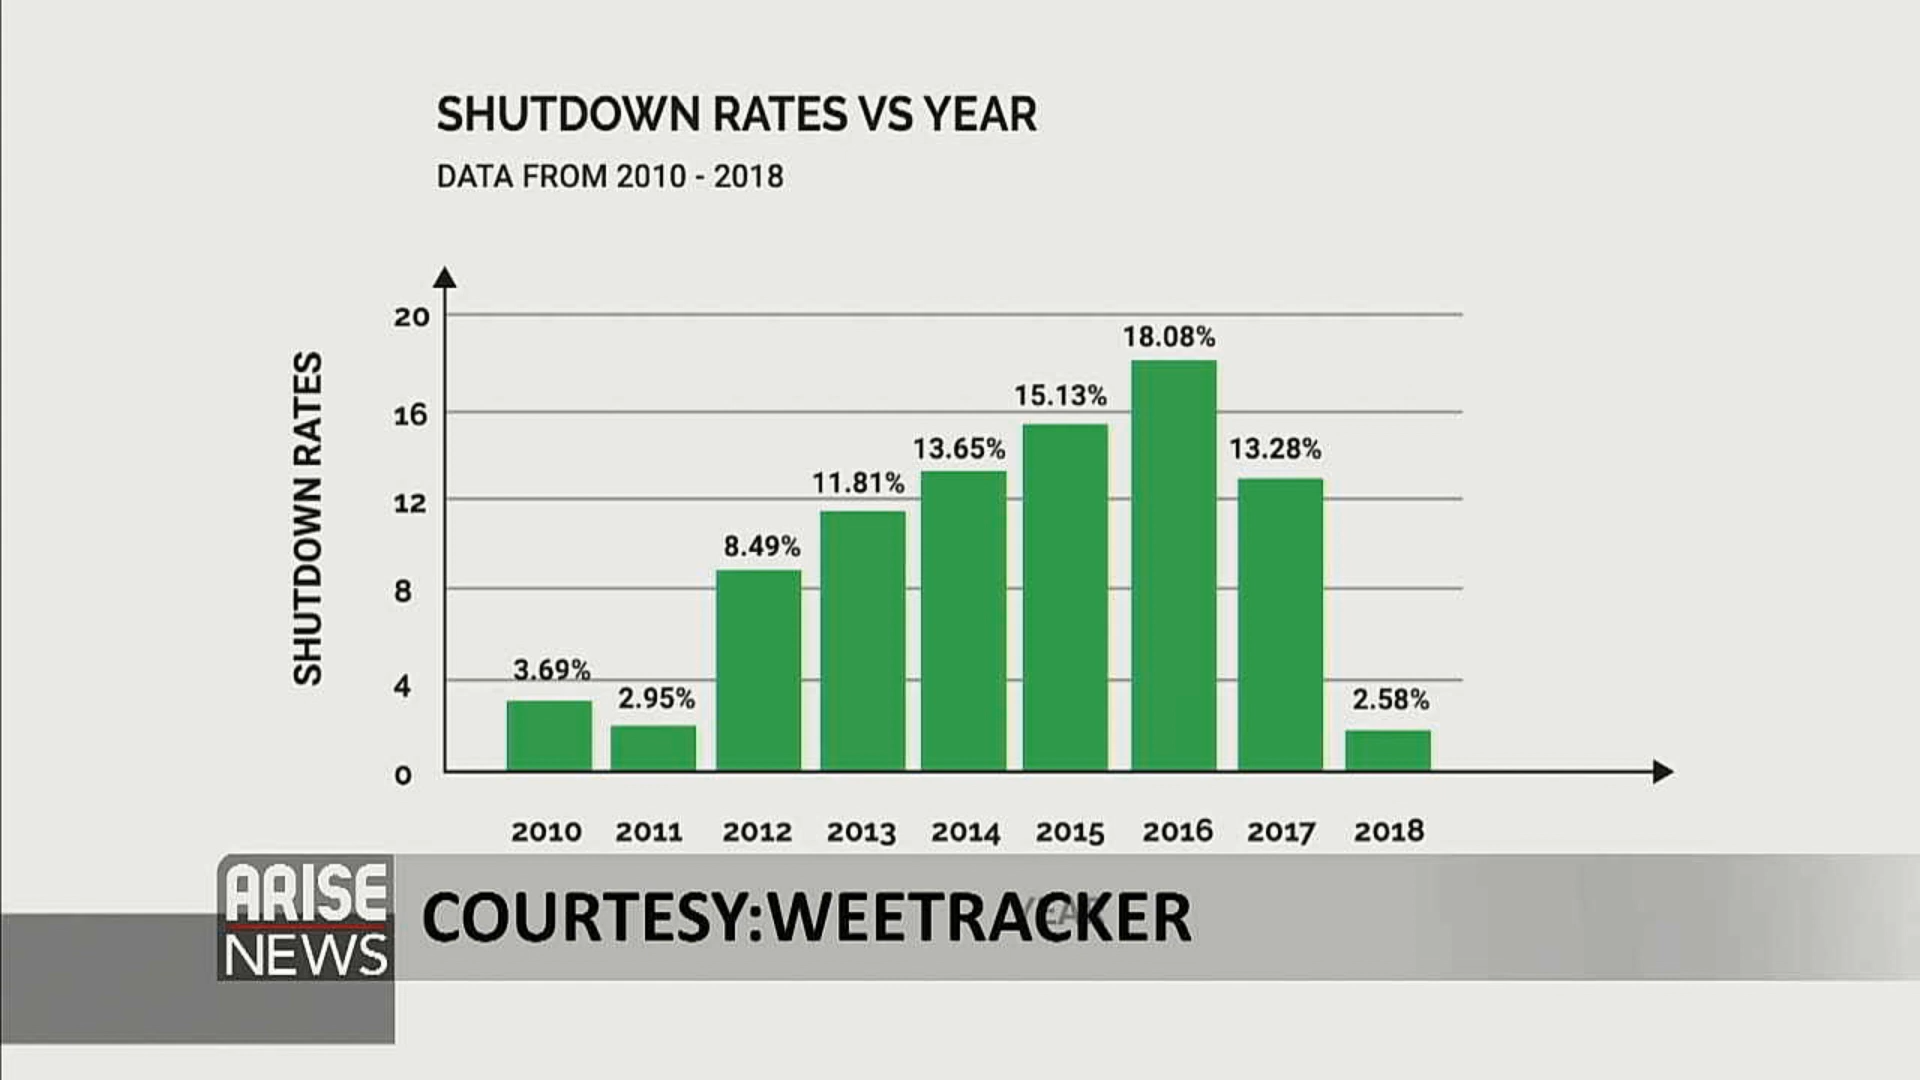 SHUTDOWN RATES VS YEAR
DATA FROM 2010 - 2018
SHUTDOWN RATES
20
16
12
8
4
0
3.69%
2.95%
8.49%
11.81%
13.65%
15.13%
18.08%
13.28%
2.58%
2010 2011 2012 2013 2014 2015 2016 2017 2018
YEAR
ARISE
NEWS
COURTESY:WEETRACKER